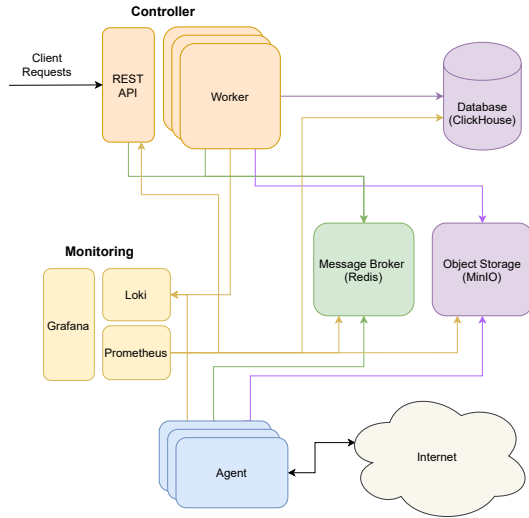 Controller
Client
Requests
REST
API
Worker
Database
(ClickHouse)
Monitoring
Message Broker
(Redis)
Object Storage
(MinIO)
Grafana
Loki
Prometheus
Agent
Internet